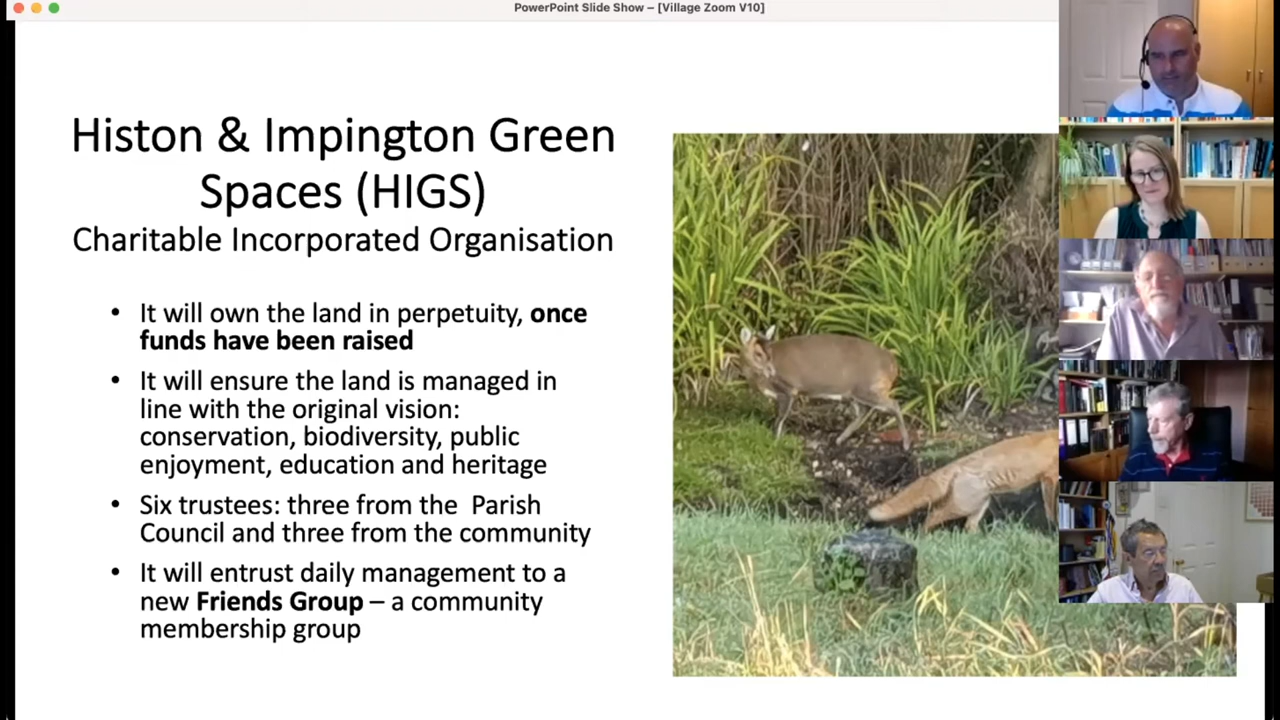 PowerPoint Slide Show – [Village Zoom V10]
Histon & Impington Green
Spaces (HIGS)
Charitable Incorporated Organisation
• It will own the land in perpetuity, once
funds have been raised
• It will ensure the land is managed in
line with the original vision:
conservation, biodiversity, public
enjoyment, education and heritage
• Six trustees: three from the Parish
Council and three from the community
• It will entrust daily management to a
new Friends Group – a community
membership group